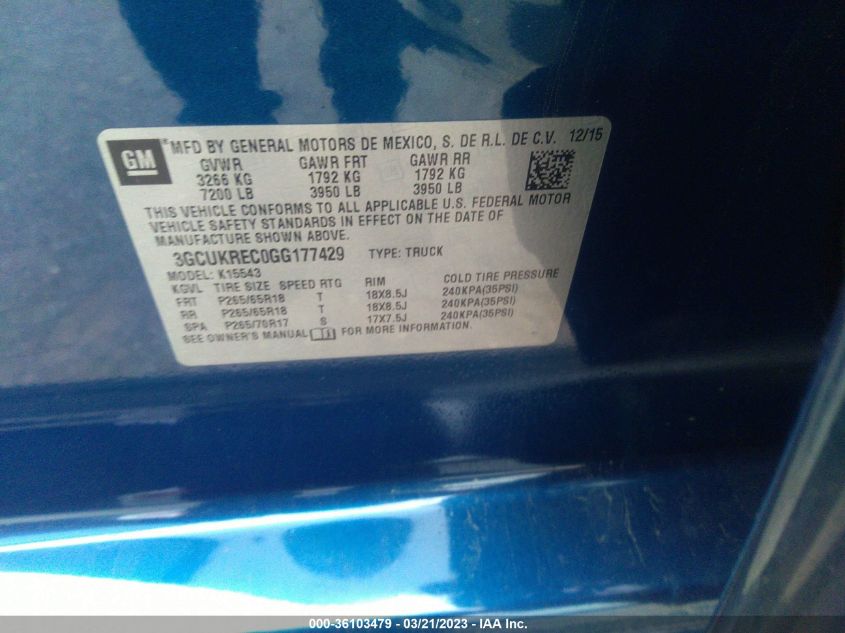 GM
MFD BY GENERAL MOTORS DE MEXICO, S. DE R.L. DE C.V. 12/15
GVWR GAWR FRT GAWR RR
3266 KG 1792 KG 1792 KG
7200 LB 3950 LB 3950 LB
THIS VEHICLE CONFORMS TO ALL APPLICABLE U.S. FEDERAL MOTOR
VEHICLE SAFETY STANDARDS IN EFFECT ON THE DATE OF
MANUFACTURE SHOWN ABOVE.
3GCUKREC0GG177429 TYPE: TRUCK
MODEL: K15543
KGVL TIRE SIZE SPEED RTG RIM COLD TIRE PRESSURE
FRT P265/65R18 T 18X8.5J 240KPA(35PSI)
RR P265/65R18 T 18X8.5J 240KPA(35PSI)
SPA P265/70R17 S 17X7.5J 240KPA(35PSI)
SEE OWNER'S MANUAL FOR MORE INFORMATION.
000-36103479 - 03/21/2023 - IAA Inc.